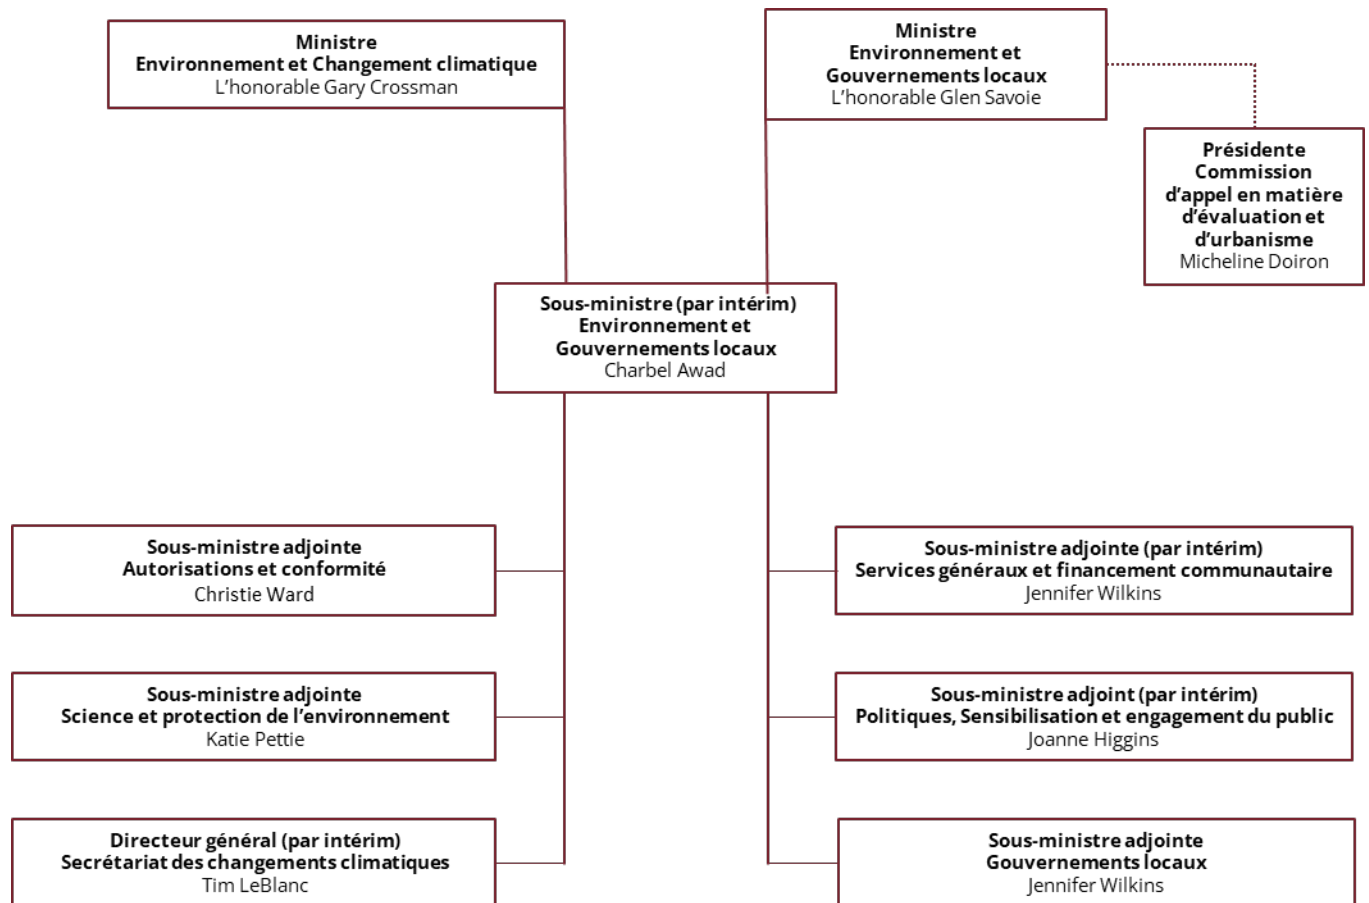 Ministre
Environnement et Changement climatique
L'honorable Gary Crossman
Ministre
Environnement et
Gouvernements locaux
L'honorable Glen Savoie
Présidente
Commission
d'appel en matière
d'évaluation et
d'urbanisme
Micheline Doiron
Sous-ministre (par intérim)
Environnement et
Gouvernements locaux
Charbel Awad
Sous-ministre adjointe
Autorisations et conformité
Christie Ward
Sous-ministre adjointe (par intérim)
Services généraux et financement communautaire
Jennifer Wilkins
Sous-ministre adjointe
Science et protection de l'environnement
Katie Pettie
Sous-ministre adjoint (par intérim)
Politiques, Sensibilisation et engagement du public
Joanne Higgins
Directeur général (par intérim)
Secrétariat des changements climatiques
Tim LeBlanc
Sous-ministre adjointe
Gouvernements locaux
Jennifer Wilkins